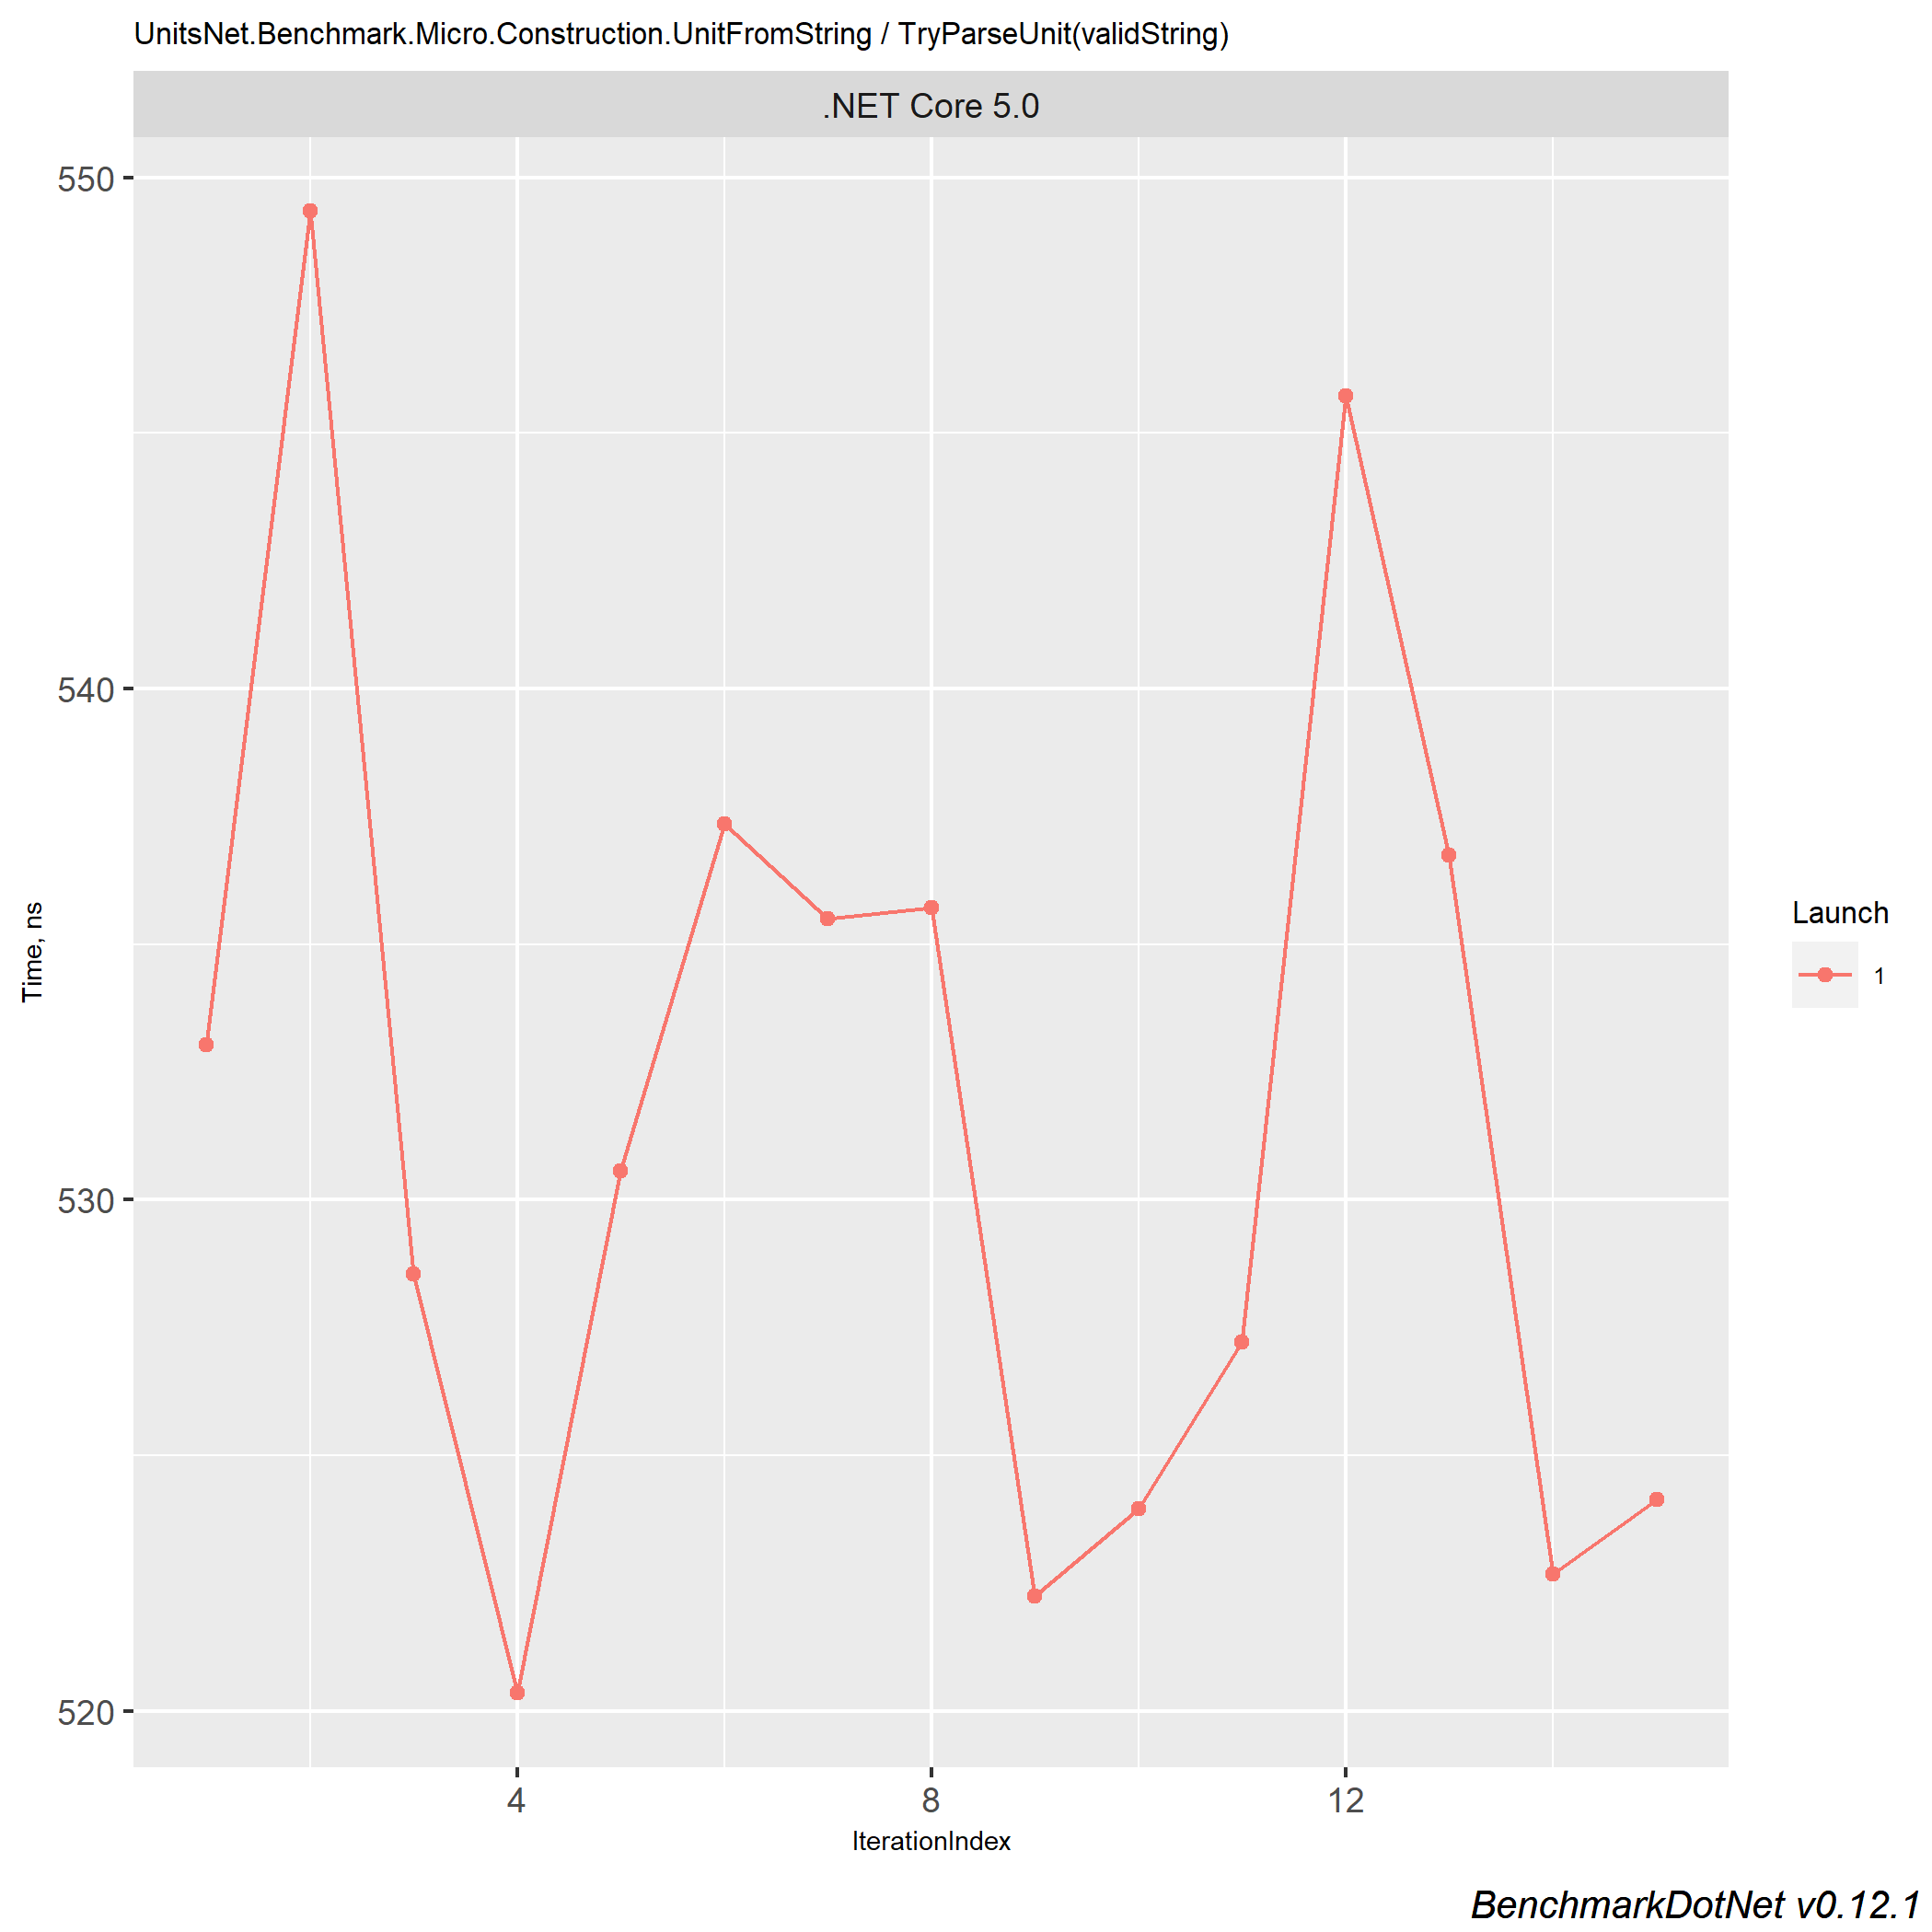 UnitsNet.Benchmark.Micro.Construction.UnitFromString / TryParseUnit(validString)
.NET Core 5.0
550
540
530
520
Time, ns
4 8 12
IterationIndex
Launch
1
BenchmarkDotNet v0.12.1